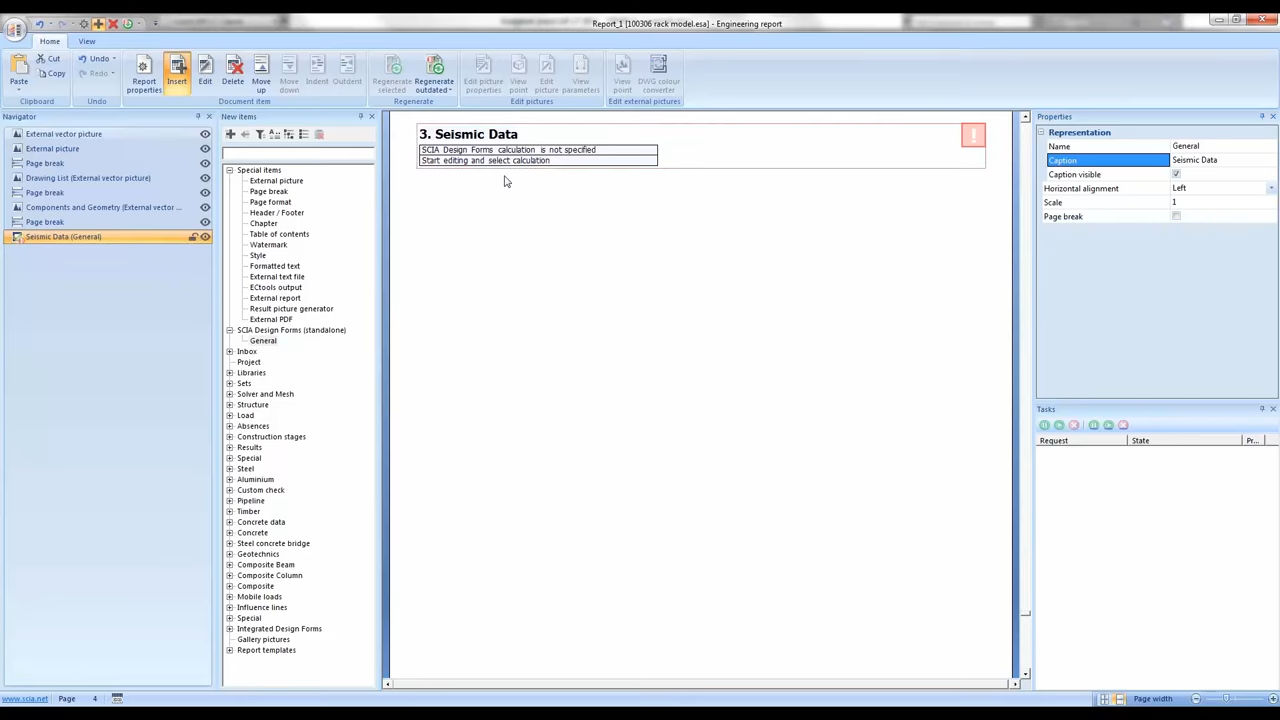 Report_1 [100306 rack model.esa] - Engineering report
Home
View
Paste
Cut
Copy
Clipboard
Undo
Redo
Undo
Report properties
Insert
Edit
Delete
Move up
Move down
Indent
Outdent
Document item
Regenerate selected
Regenerate outdated
Regenerate
Edit picture properties
View point
Edit picture
View parameters
Edit pictures
View point
DWG colour converter
Edit external pictures
Navigator
External vector picture
External picture
Page break
Drawing List (External vector picture)
Page break
Components and Geometry (External vector ...
Page break
Seismic Data (General)
New items
Special items
External picture
Page break
Page format
Header / Footer
Chapter
Table of contents
Watermark
Style
Formatted text
External text file
ECtools output
External report
Result picture generator
External PDF
SCIA Design Forms (standalone)
General
Inbox
Project
Libraries
Sets
Solver and Mesh
Structure
Load
Absences
Construction stages
Results
Special
Steel
Aluminium
Custom check
Pipeline
Timber
Concrete data
Concrete
Steel concrete bridge
Geotechnics
Composite Beam
Composite Column
Composite
Mobile loads
Influence lines
Special
Integrated Design Forms
Gallery pictures
Report templates
3. Seismic Data
SCIA Design Forms calculation is not specified
Start editing and select calculation
!
Properties
Representation
Name General
Caption Seismic Data
Caption visible
Horizontal alignment Left
Scale 1
Page break
Tasks
Request State Pr...
www.scia.net Page 4
Page width